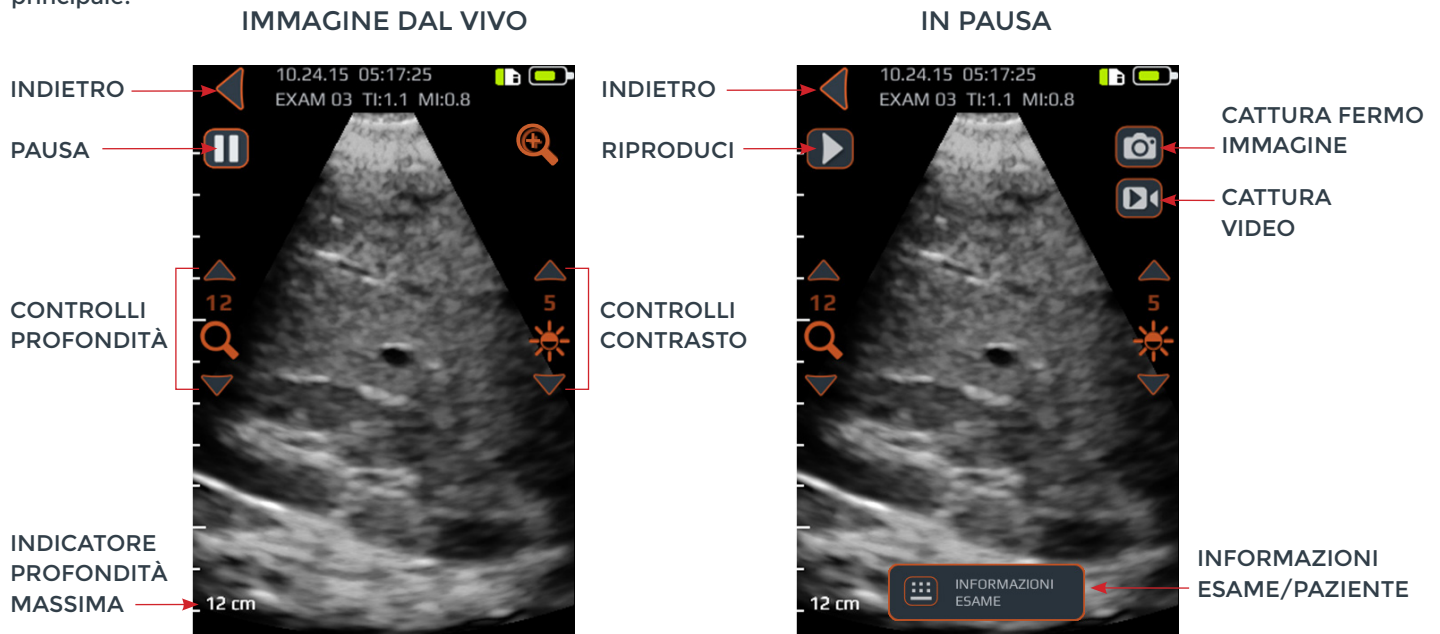 principale.
IMMAGINE DAL VIVO
IN PAUSA
INDIETRO
PAUSA
CONTROLLI
PROFONDITÀ
INDICATORE
PROFONDITÀ
MASSIMA
10.24.15 05:17:25
EXAM 03 TI:1.1 MI:0.8
12
5
12 cm
INDIETRO
RIPRODUCI
CONTROLLI
CONTRASTO
10.24.15 05:17:25
EXAM 03 TI:1.1 MI:0.8
12
5
12 cm
INFORMAZIONI
ESAME
CATTURA FERMO
IMMAGINE
CATTURA
VIDEO
INFORMAZIONI
ESAME/PAZIENTE